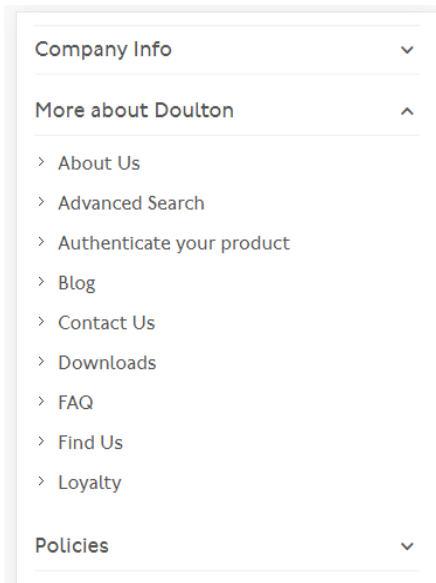 Company Info
More about Doulton
About Us
Advanced Search
Authenticate your product
Blog
Contact Us
Downloads
FAQ
Find Us
Loyalty
Policies